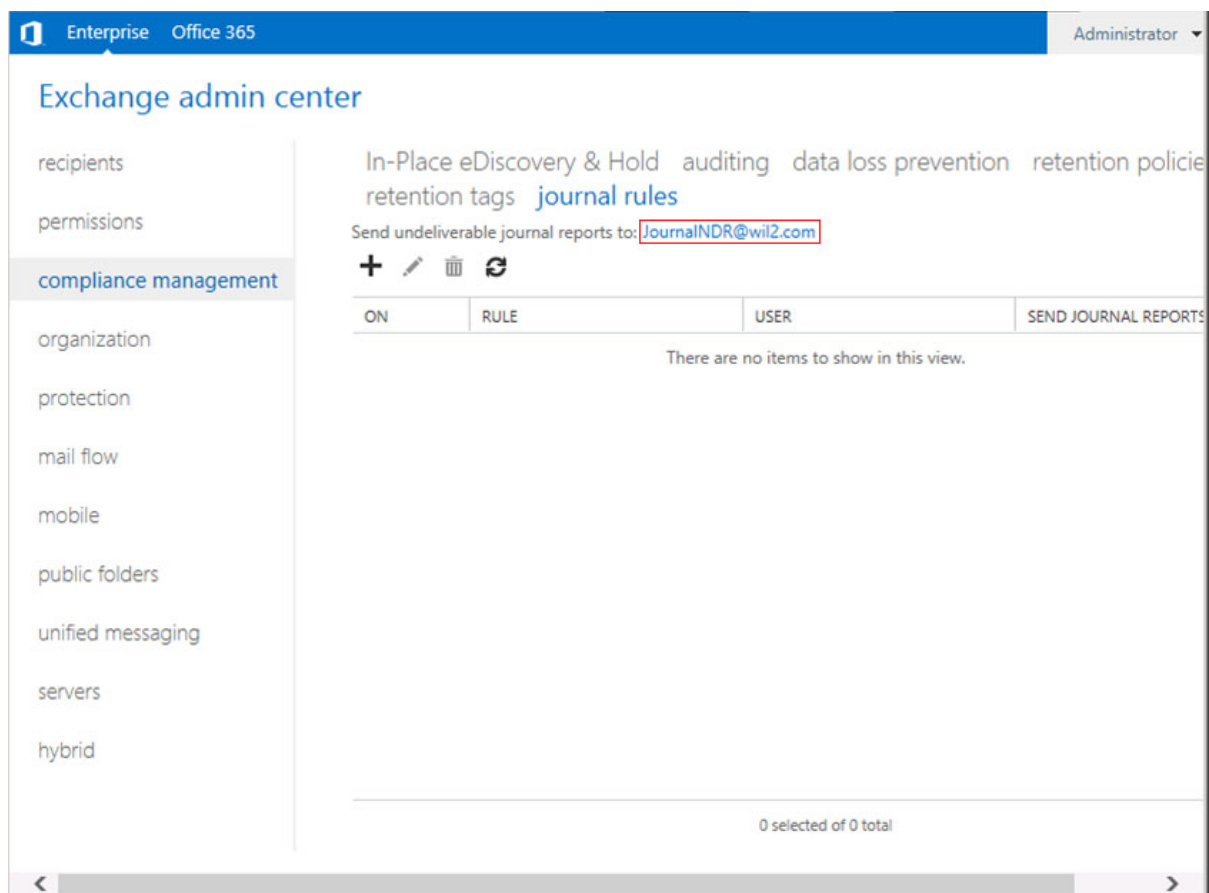 Enterprise Office 365
Administrator
Exchange admin center
recipients
permissions
compliance management
organization
protection
mail flow
mobile
public folders
unified messaging
servers
hybrid
In-Place eDiscovery & Hold auditing data loss prevention retention policie
retention tags journal rules
Send undeliverable journal reports to: JournalNDR@wil2.com
ON RULE USER SEND JOURNAL REPORTS
There are no items to show in this view.
0 selected of 0 total